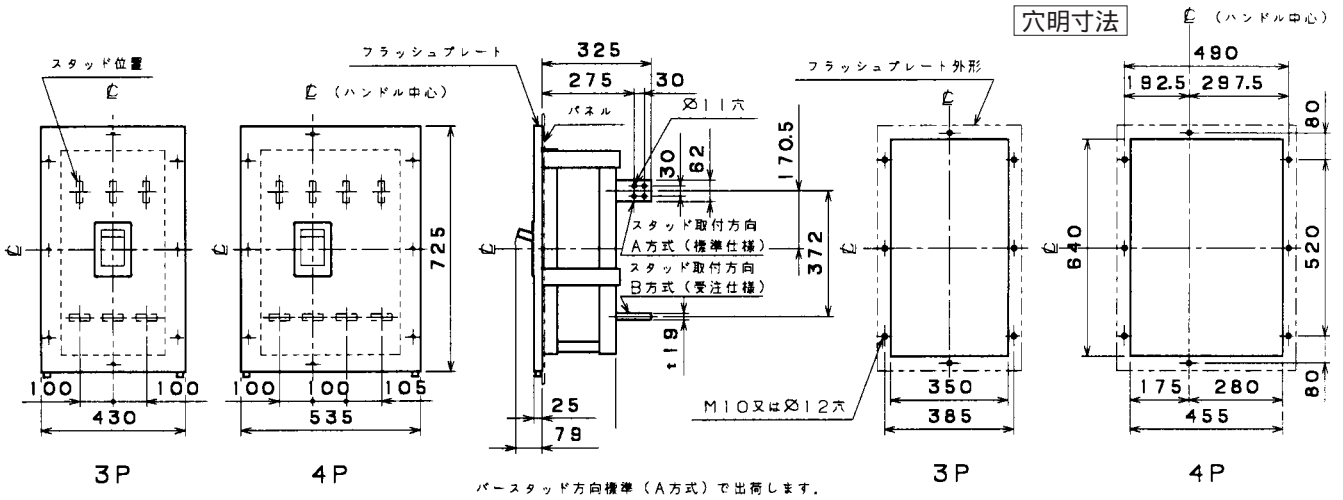 穴明寸法
℄ (ハンドル中心)
490
192.5
297.5
80
スタッド位置
℄
℄ (ハンドル中心)
フラッシュプレート
325
275
30
パネル
Ø11穴
フラッシュプレート外形
℄
30
62
170.5
℄
725
℄
スタッド取付方向
A方式(標準仕様)
スタッド取付方向
B方式(受注仕様)
372
℄
640
520
t19
100
100
430
100
100
105
535
25
79
M10又はØ12穴
350
385
175
280
455
80
3P
4P
3P
4P
バースタッド方向標準(A方式)で出荷します.